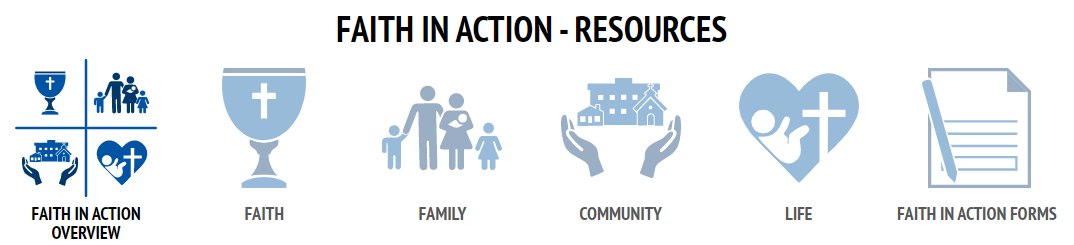 FAITH IN ACTION - RESOURCES
FAITH IN ACTION
OVERVIEW
FAITH
FAMILY
COMMUNITY
LIFE
FAITH IN ACTION FORMS